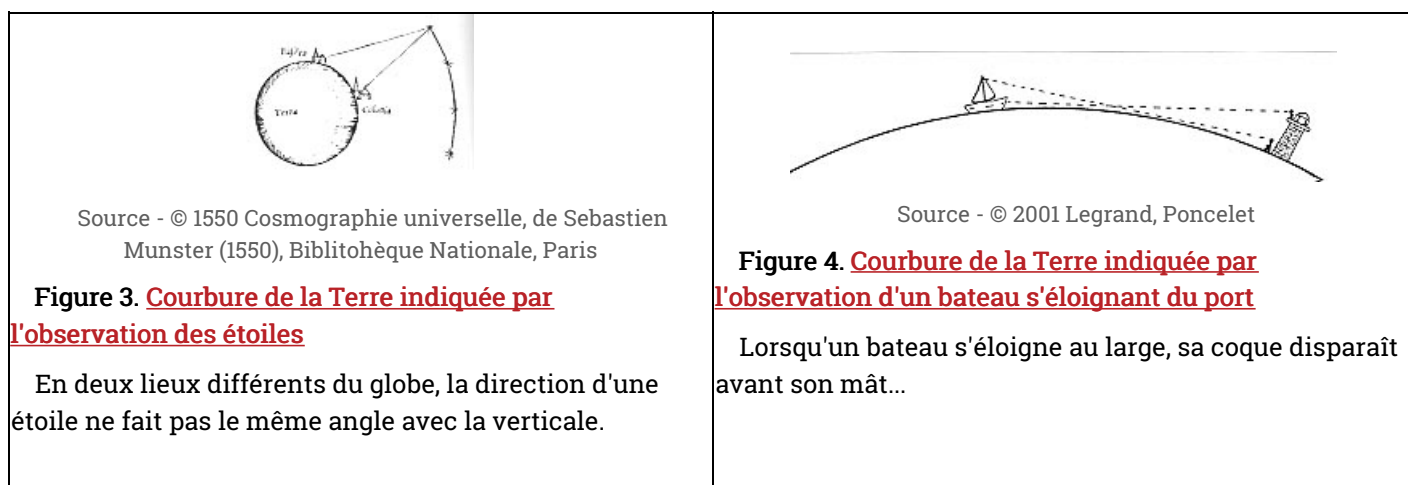 Terra
Source - © 1550 Cosmographie universelle, de Sebastien
Munster (1550), Biblitohèque Nationale, Paris
Figure 3. Courbure de la Terre indiquée par
l'observation des étoiles
En deux lieux différents du globe, la direction d'une
étoile ne fait pas le même angle avec la verticale.
Source - © 2001 Legrand, Poncelet
Figure 4. Courbure de la Terre indiquée par
l'observation d'un bateau s'éloignant du port
Lorsqu'un bateau s'éloigne au large, sa coque disparaît
avant son mât...